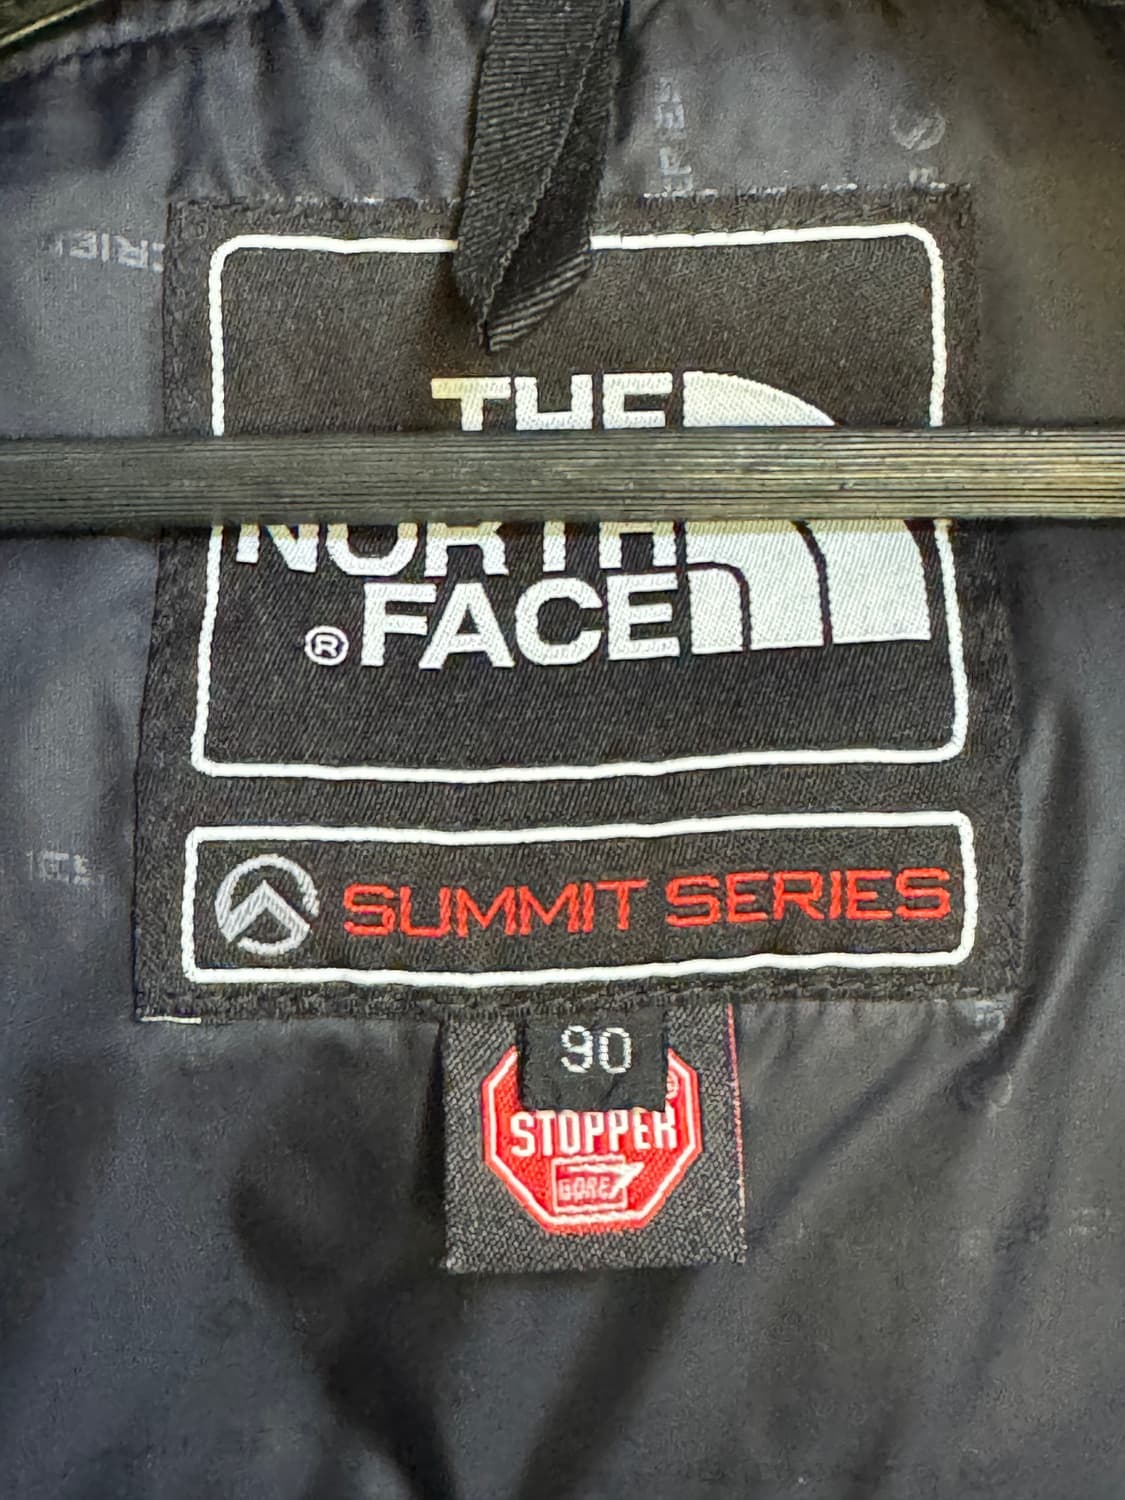 THE
NORTH
®FACE
SUMMIT SERIES
90
STOPPER
GORE